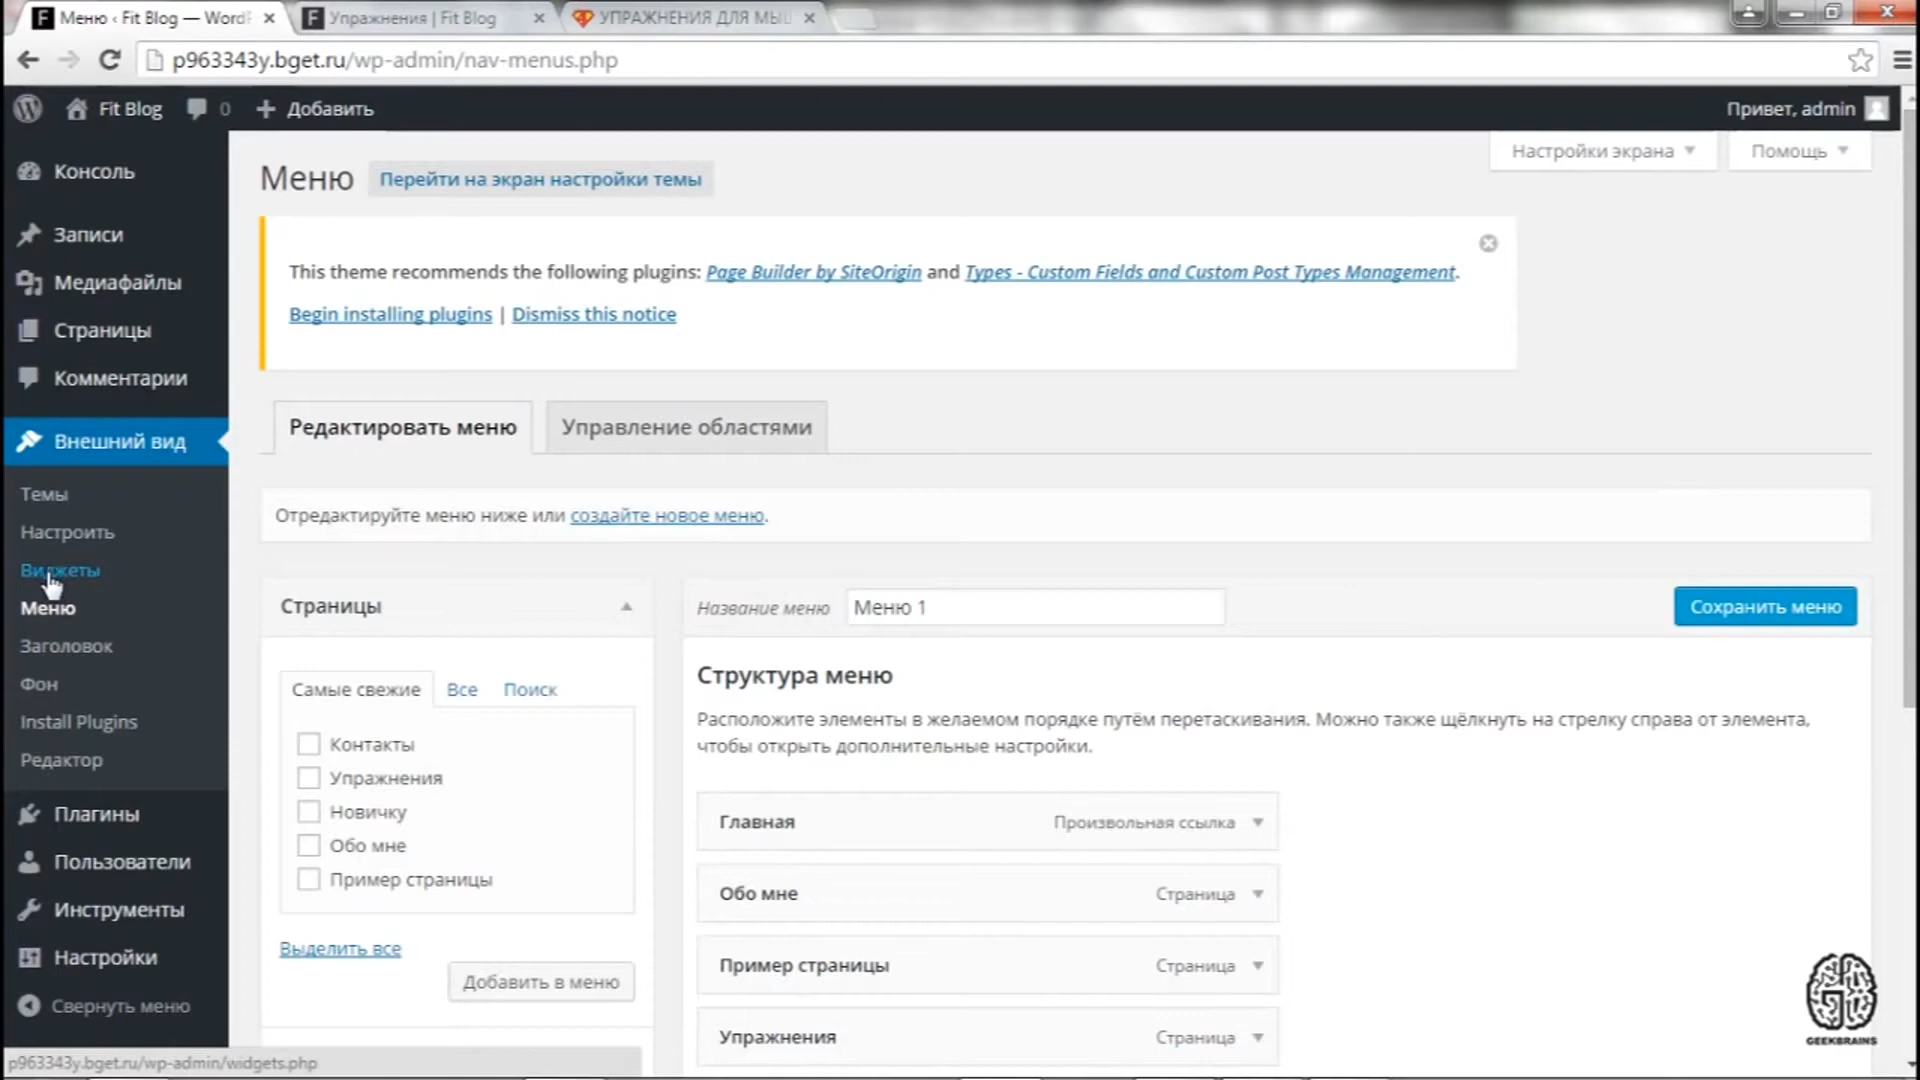 Меню ‹ Fit Blog — WordP
Упражнения | Fit Blog
УПРАЖНЕНИЯ ДЛЯ МЫ
p963343y.bget.ru/wp-admin/nav-menus.php
Fit Blog
0
Добавить
Привет, admin
Консоль
Записи
Медиафайлы
Страницы
Комментарии
Внешний вид
Темы
Настроить
Виджеты
Меню
Заголовок
Фон
Install Plugins
Редактор
Плагины
Пользователи
Инструменты
Настройки
Свернуть меню
p963343y.bget.ru/wp-admin/widgets.php
Настройки экрана
Помощь
Меню
Перейти на экран настройки темы
This theme recommends the following plugins: Page Builder by SiteOrigin and Types - Custom Fields and Custom Post Types Management.
Begin installing plugins | Dismiss this notice
Редактировать меню
Управление областями
Отредактируйте меню ниже или создайте новое меню.
Страницы
Самые свежие
Все
Поиск
Контакты
Упражнения
Новичку
Обо мне
Пример страницы
Выделить все
Добавить в меню
Название меню
Меню 1
Сохранить меню
Структура меню
Расположите элементы в желаемом порядке путём перетаскивания. Можно также щёлкнуть на стрелку справа от элемента,
чтобы открыть дополнительные настройки.
Главная
Произвольная ссылка
Обо мне
Страница
Пример страницы
Страница
Упражнения
Страница
GEEKBRAINS